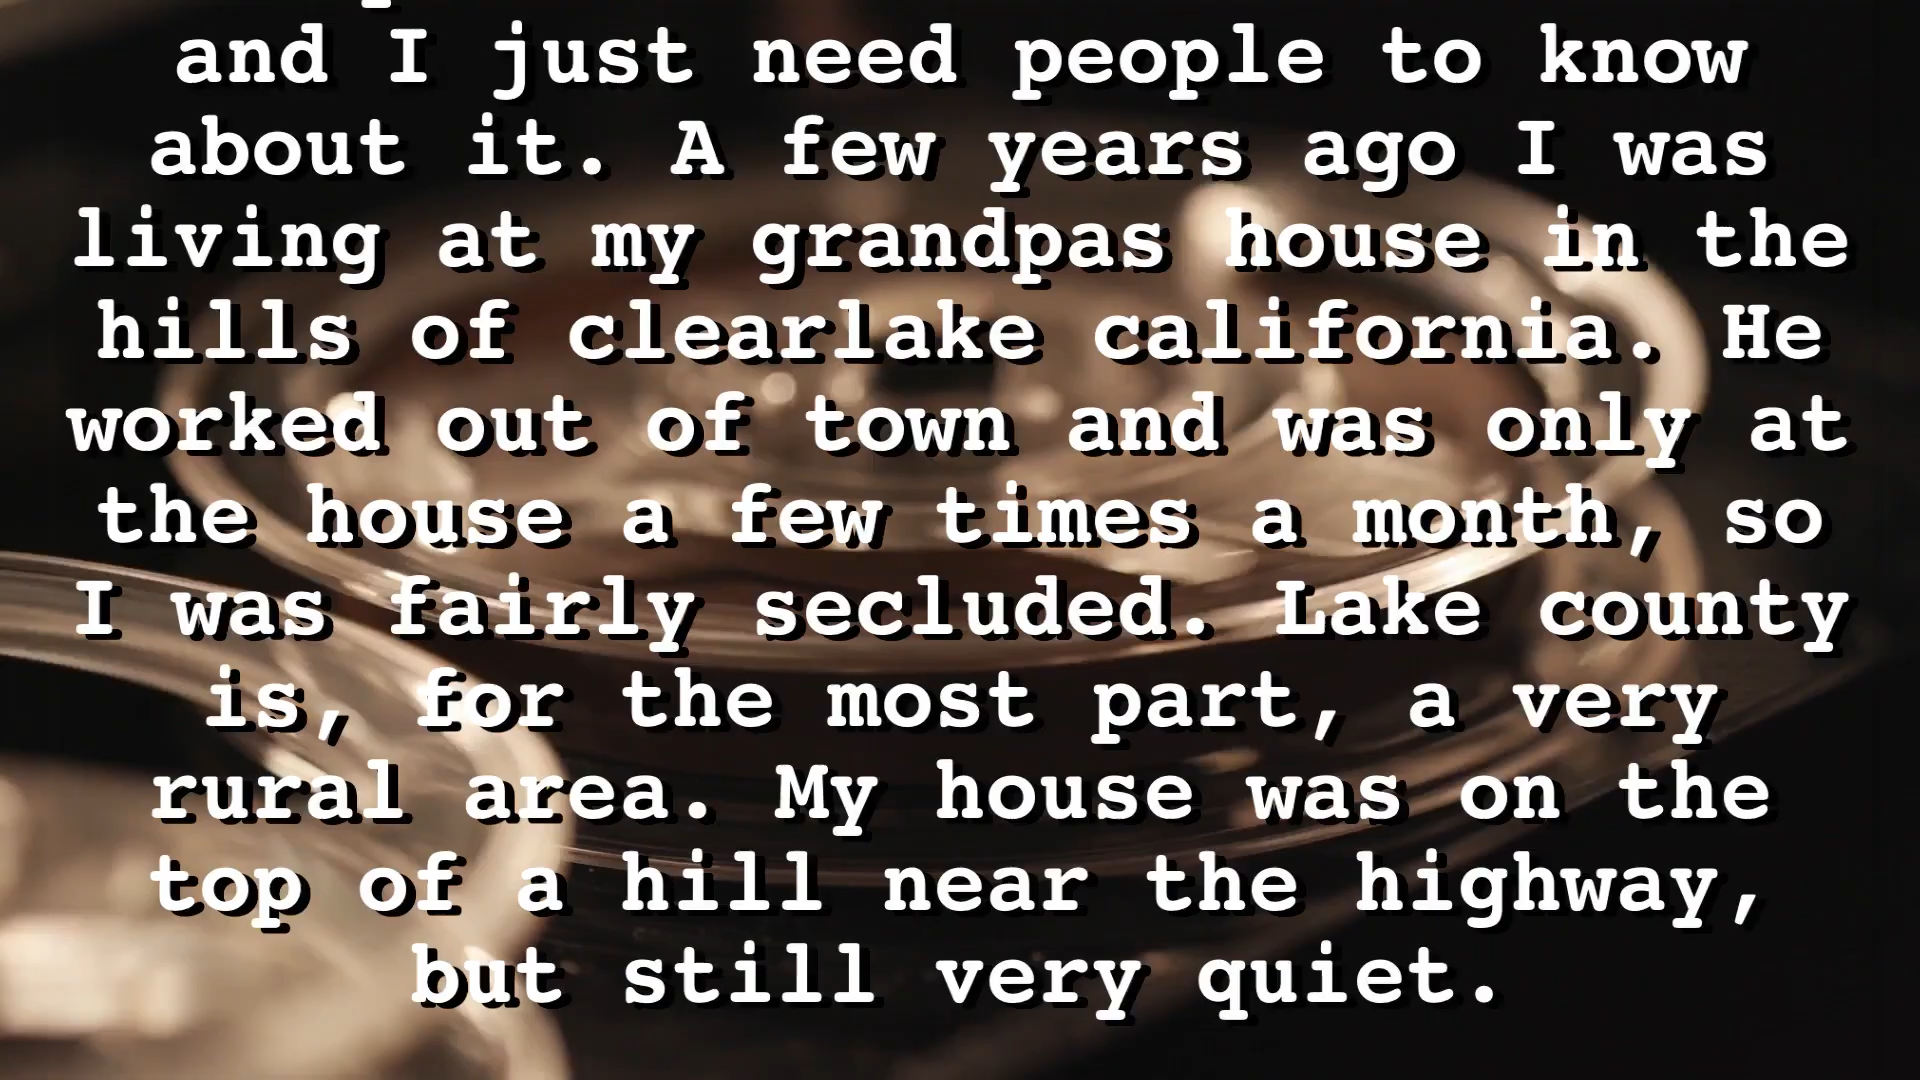 and I just need people to know
about it. A few years ago I was
living at my grandpas house in the
hills of clearlake california. He
worked out of town and was only at
the house a few times a month, so
I was fairly secluded. Lake county
is, for the most part, a very
rural area. My house was on the
top of a hill near the highway,
but still very quiet.